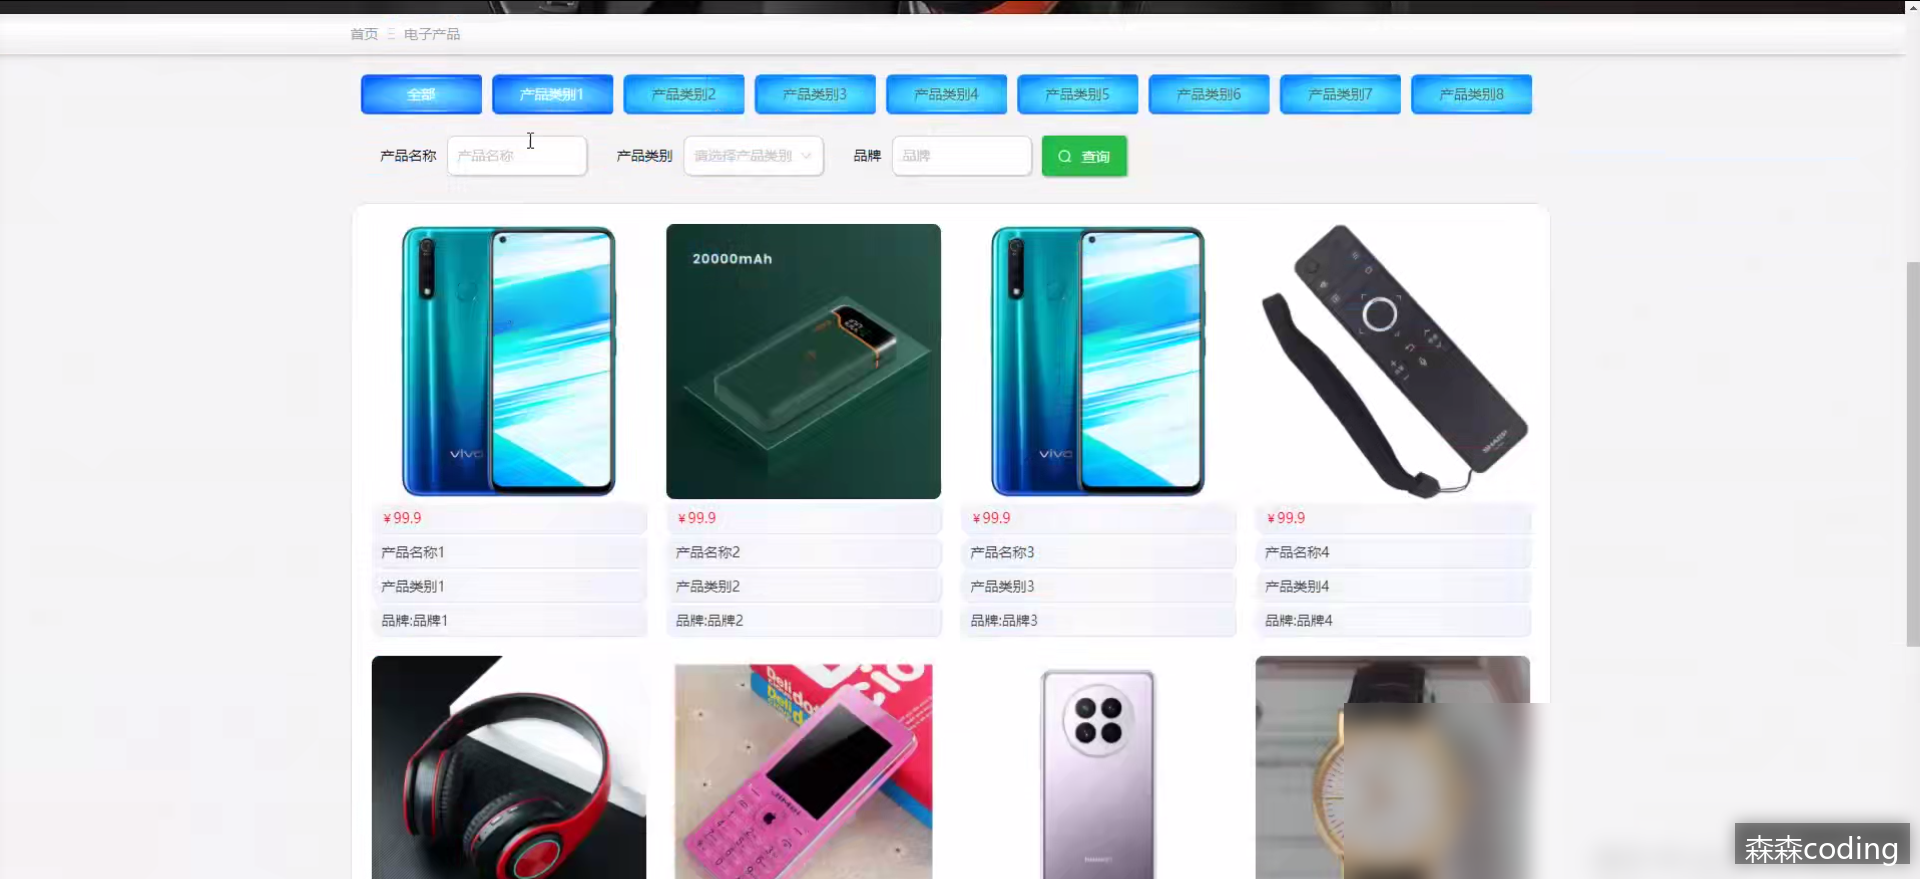 首页 电子产品
全部 产品类别1 产品类别2 产品类别3 产品类别4 产品类别5 产品类别6 产品类别7 产品类别8
产品名称 产品名称 产品类别 请选择产品类别 品牌 品牌 查询
20000mAh
vivo vivo
¥99.9 ¥99.9 ¥99.9 ¥99.9
产品名称1 产品名称2 产品名称3 产品名称4
产品类别1 产品类别2 产品类别3 产品类别4
品牌:品牌1 品牌:品牌2 品牌:品牌3 品牌:品牌4
森森coding